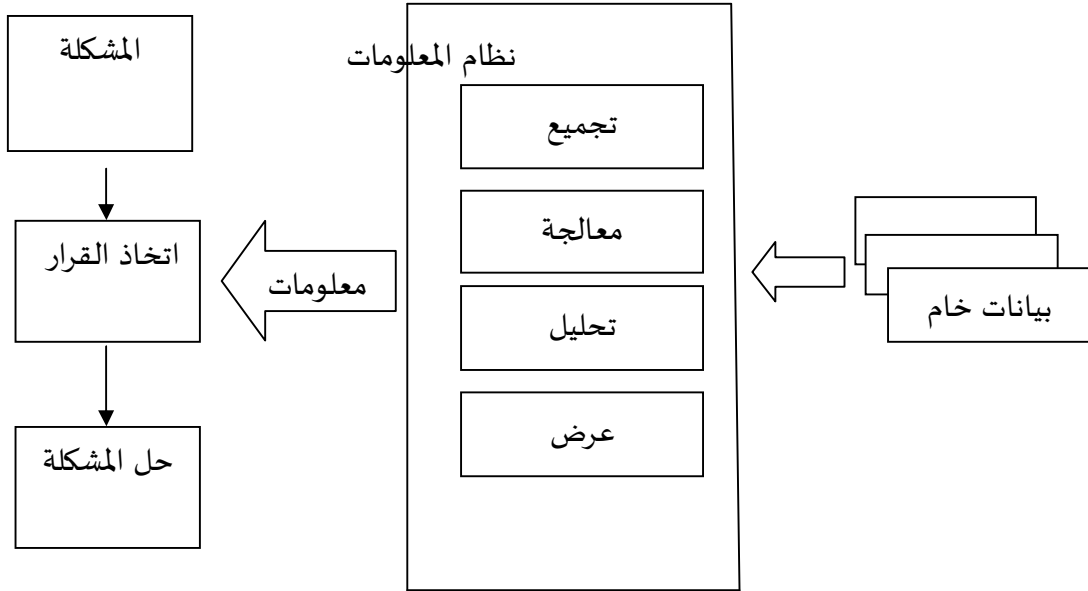 المشكلة
نظام المعلومات
تجميع
معالجة
اتخاذ القرار
معلومات
تحليل
بيانات خام
عرض
حل المشكلة